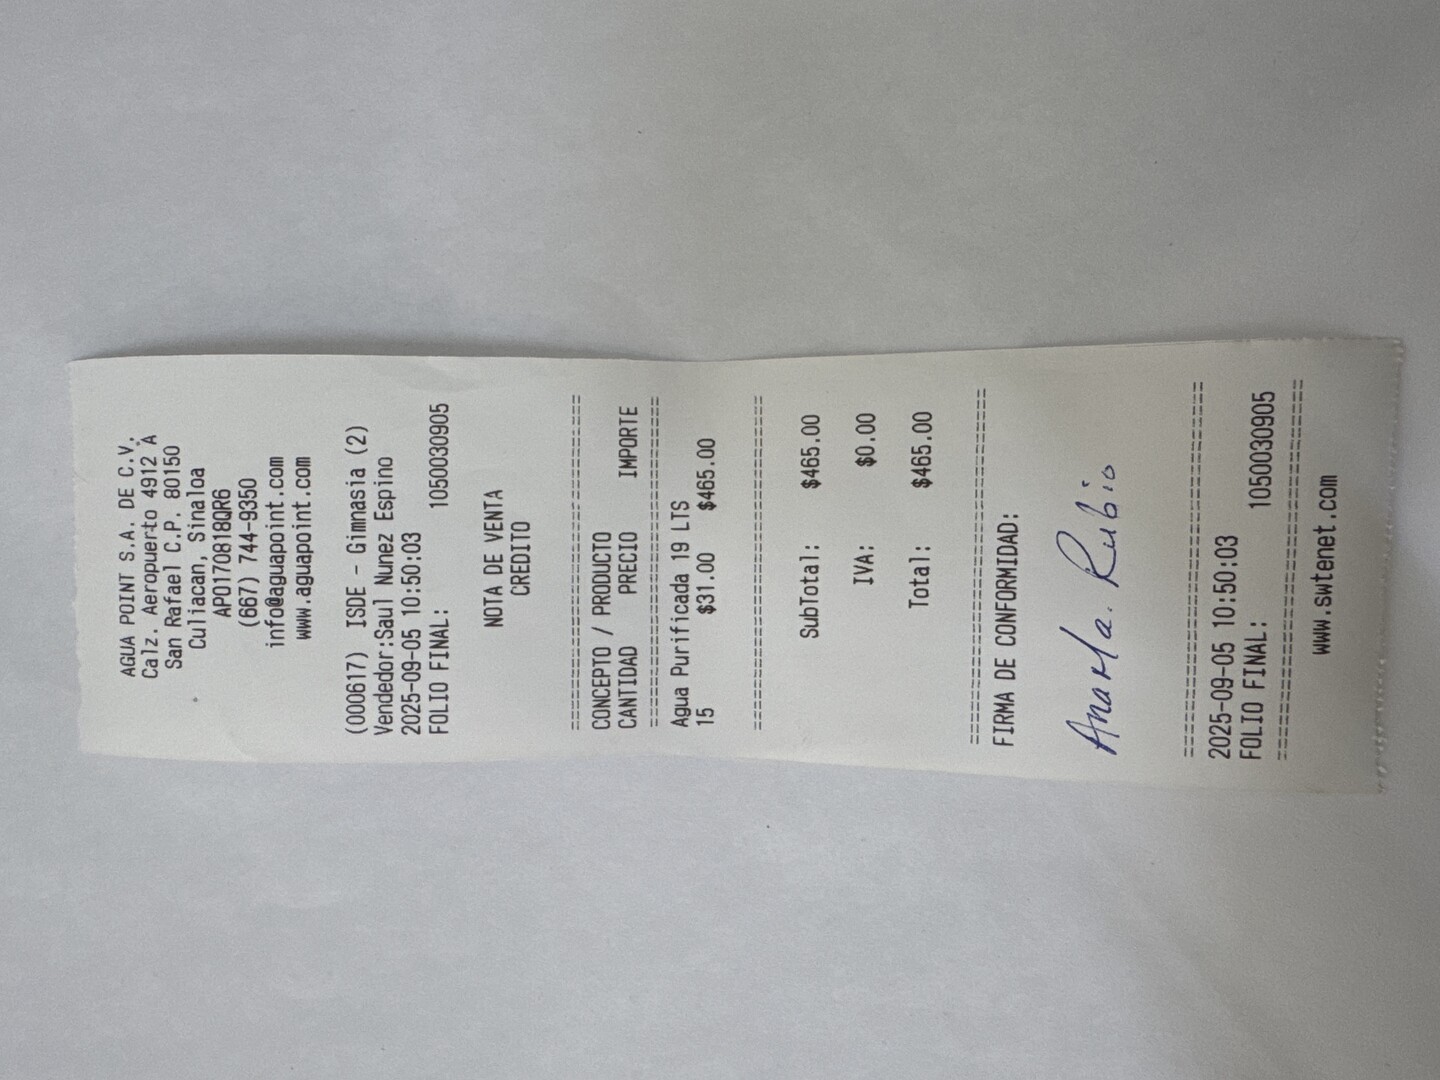 AGUA POINT S.A. DE C.V.
Calz. Aeropuerto 4912 A
San Rafael C.P. 80150
Culiacan, Sinaloa
APO170818QR6
(667) 744-9350
info@aguapoint.com
www.aguapoint.com
(000617) ISDE - Gimnasia (2)
Vendedor:Saul Nunez Espino
2025-09-05 10:50:03
FOLIO FINAL: 1050030905
NOTA DE VENTA
CREDITO
CONCEPTO / PRODUCTO
CANTIDAD PRECIO IMPORTE
Agua Purificada 19 LTS
15 $31.00 $465.00
SubTotal: $465.00
IVA: $0.00
Total: $465.00
FIRMA DE CONFORMIDAD:
Ana Ma. Rubio
2025-09-05 10:50:03
FOLIO FINAL: 1050030905
www.swtenet.com